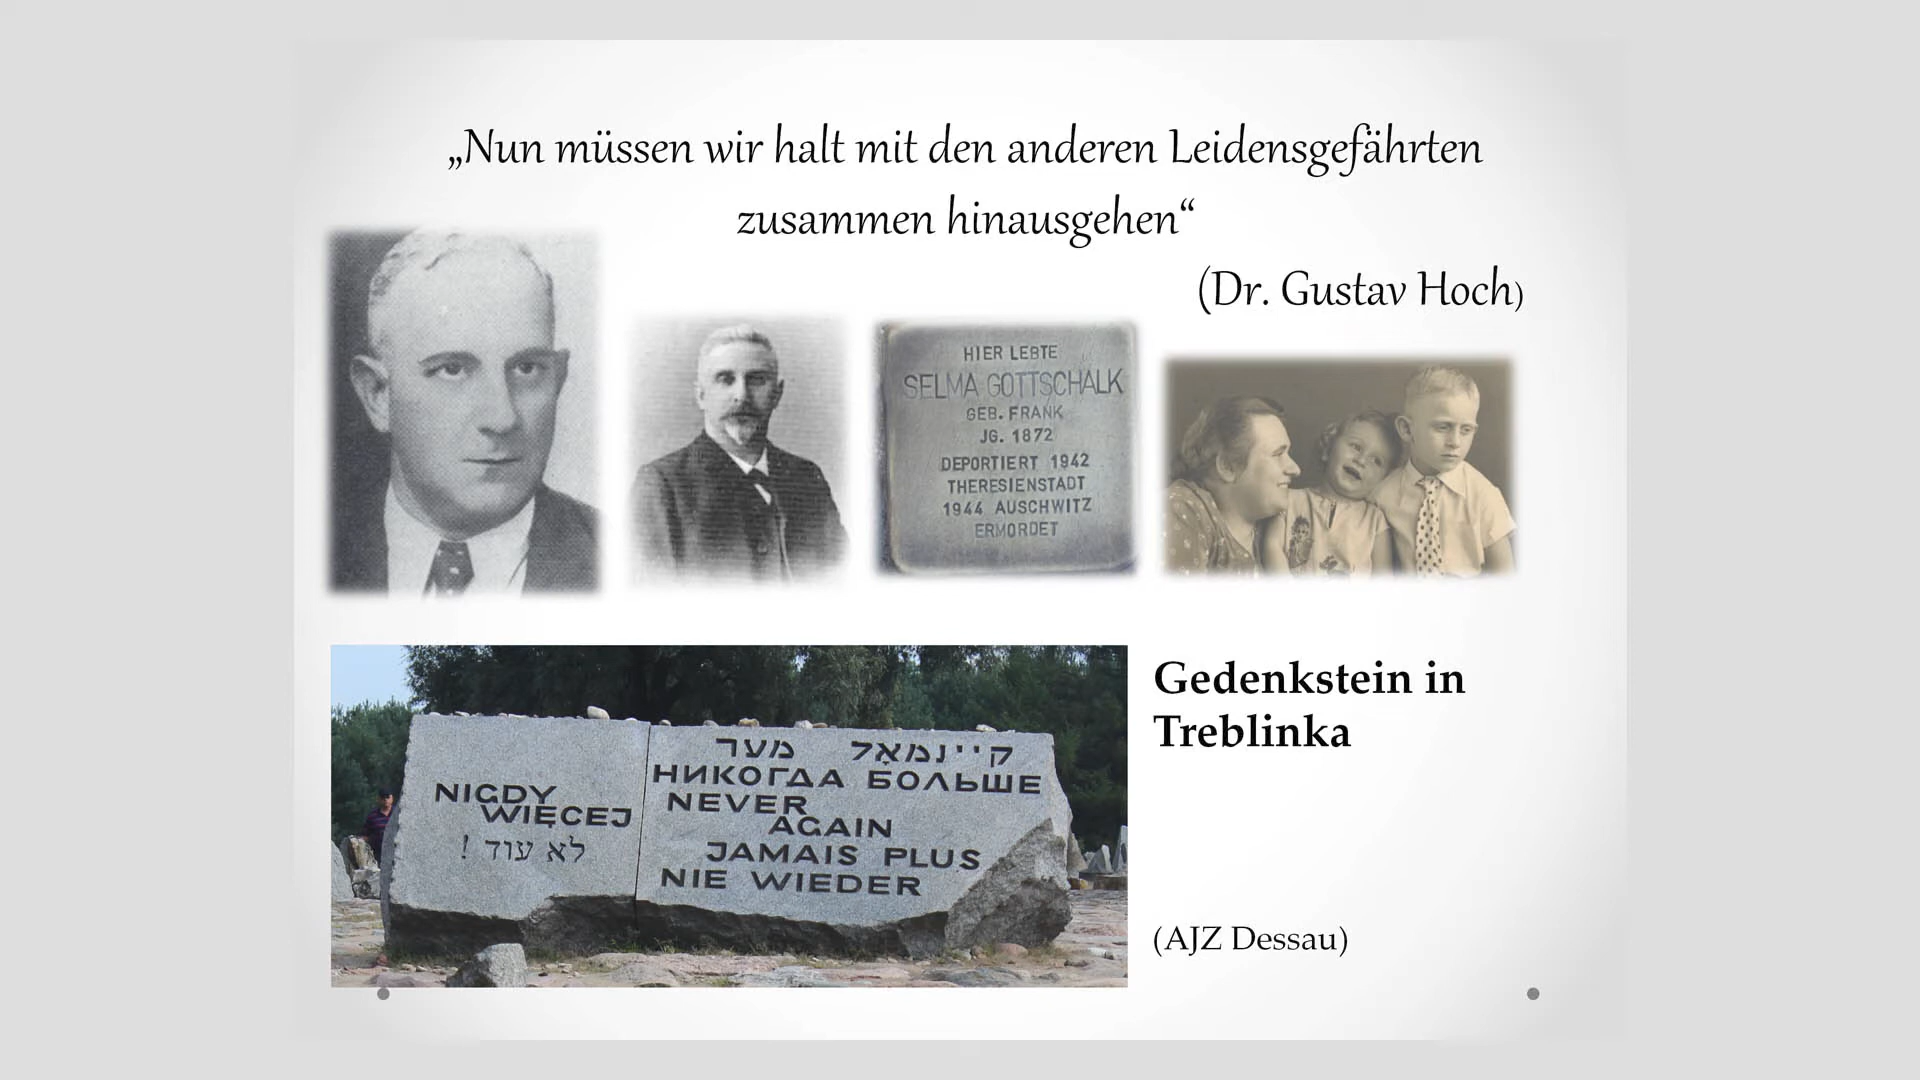 „Nun müssen wir halt mit den anderen Leidensgefährten
zusammen hinausgehen“
(Dr. Gustav Hoch)
HIER LEBTE
SELMA GOTTSCHALK
GEB. FRANK
JG. 1872
DEPORTIERT 1942
THERESIENSTADT
1944 AUSCHWITZ
ERMORDET
Gedenkstein in
Treblinka
NIGDY
WIĘCEJ
לא עוד !
קיינמאָל מער
НИКОГДА БОЛЬШЕ
NEVER
AGAIN
JAMAIS PLUS
NIE WIEDER
(AJZ Dessau)